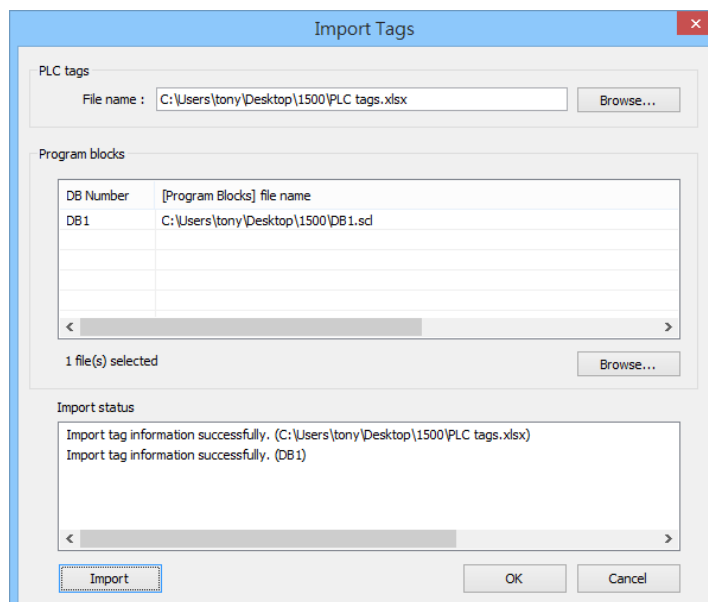 Import Tags
PLC tags
File name : C:\Users\tony\Desktop\1500\PLC tags.xlsx Browse...
Program blocks
DB Number [Program Blocks] file name
DB1 C:\Users\tony\Desktop\1500\DB1.scl
1 file(s) selected Browse...
Import status
Import tag information successfully. (C:\Users\tony\Desktop\1500\PLC tags.xlsx)
Import tag information successfully. (DB1)
Import OK Cancel